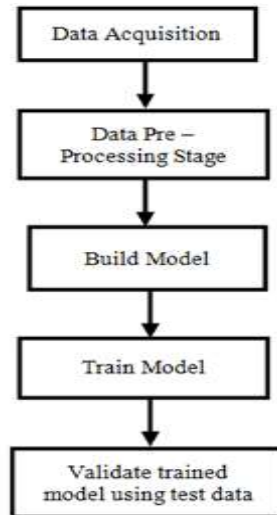 Data Acquisition
Data Pre –
Processing Stage
Build Model
Train Model
Validate trained
model using test data